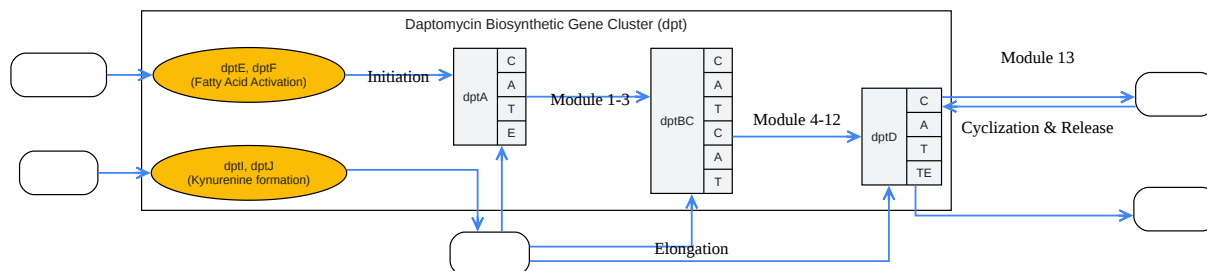 Daptomycin Biosynthetic Gene Cluster (dpt)
dptE, dptF
(Fatty Acid Activation)
Initiation
dptA
C
A
T
E
Module 1-3
dptBC
C
A
T
C
A
T
Module 4-12
dptD
C
A
T
TE
Module 13
Cyclization & Release
dptI, dptJ
(Kynurenine formation)
Elongation